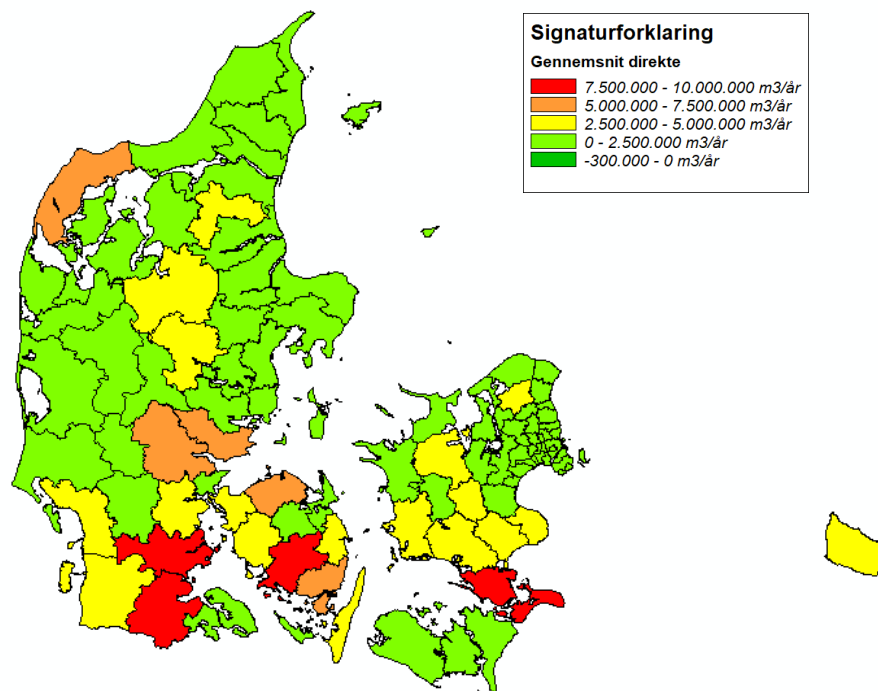 Signaturforklaring
Gennemsnit direkte
7.500.000 - 10.000.000 m3/år
5.000.000 - 7.500.000 m3/år
2.500.000 - 5.000.000 m3/år
0 - 2.500.000 m3/år
-300.000 - 0 m3/år